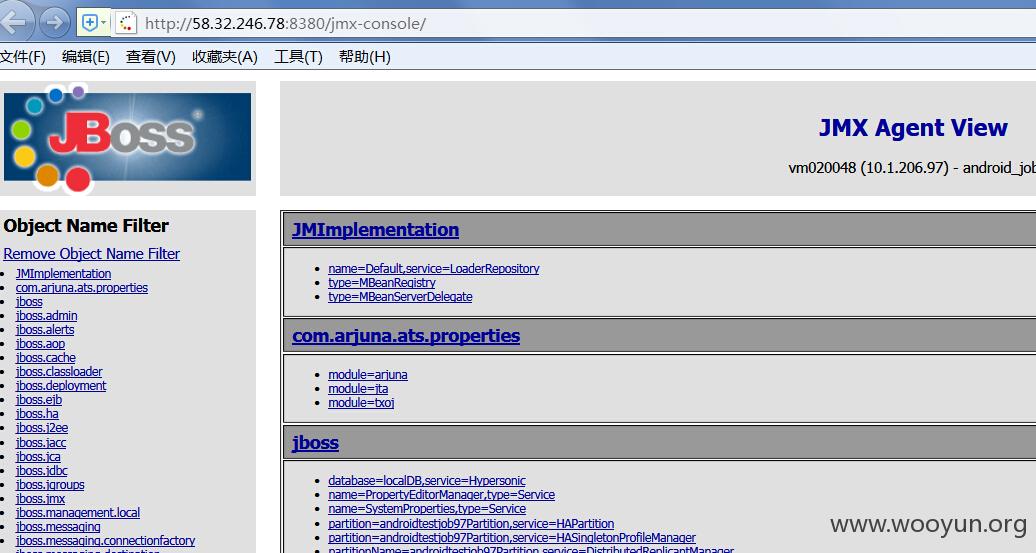 http://58.32.246.78:8380/jmx-console/
文件(F) 编辑(E) 查看(V) 收藏夹(A) 工具(T) 帮助(H)
JBoss
JMX Agent View
vm020048 (10.1.206.97) - android_job
Object Name Filter
Remove Object Name Filter
JMImplementation
com.arjuna.ats.properties
jboss
jboss.admin
jboss.alerts
jboss.aop
jboss.cache
jboss.classloader
jboss.deployment
jboss.ejb
jboss.ha
jboss.j2ee
jboss.jacc
jboss.jca
jboss.jdbc
jboss.jgroups
jboss.jmx
jboss.management.local
jboss.messaging
jboss.messaging.connectionfactory
jboss.messaging.destination
JMImplementation
name=Default,service=LoaderRepository
type=MBeanRegistry
type=MBeanServerDelegate
com.arjuna.ats.properties
module=arjuna
module=jta
module=txoj
jboss
database=localDB,service=Hypersonic
name=PropertyEditorManager,type=Service
name=SystemProperties,type=Service
partition=androidtestjob97Partition,service=HAPartition
partition=androidtestjob97Partition,service=HASingletonProfileManager
partitionName=androidtestjob97Partition,service=DistributedReplicantManager
www.wooyun.org